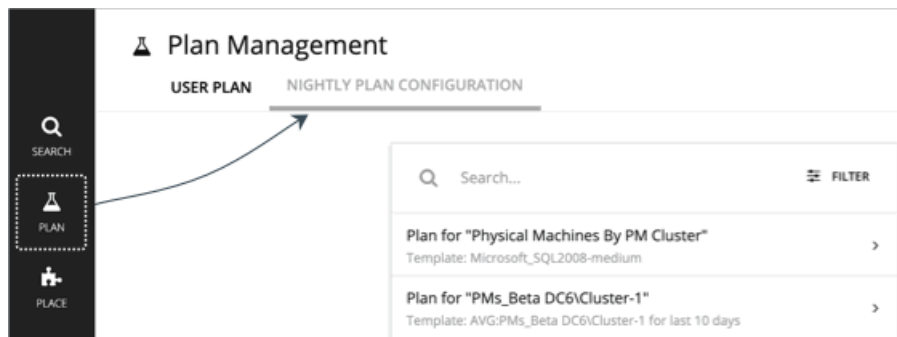 Plan Management
USER PLAN NIGHTLY PLAN CONFIGURATION
SEARCH
PLAN
PLACE
Search...
FILTER
Plan for "Physical Machines By PM Cluster"
Template: Microsoft_SQL2008-medium
Plan for "PMs_Beta DC6\Cluster-1"
Template: AVG:PMs_Beta DC6\Cluster-1 for last 10 days